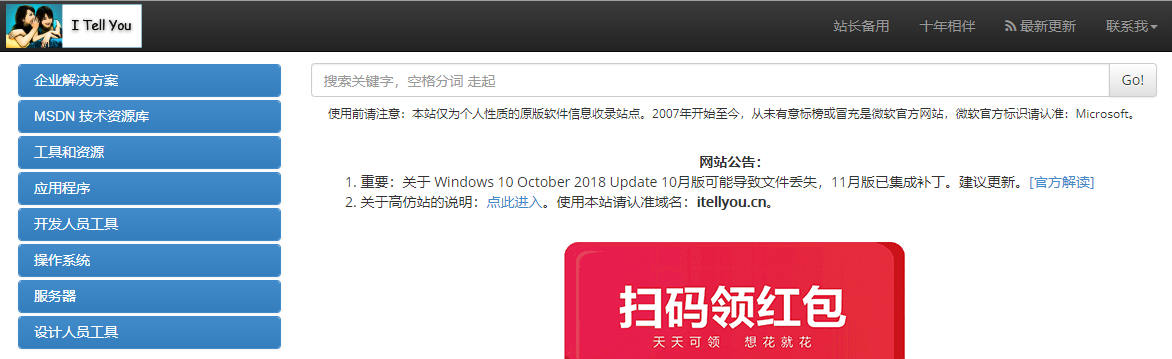 I Tell You
站长备用
十年相伴
最新更新
联系我
企业解决方案
MSDN 技术资源库
工具和资源
应用程序
开发人员工具
操作系统
服务器
设计人员工具
搜索关键字，空格分词 走起
Go!
使用前请注意：本站仅为个人性质的原版软件信息收录站点。2007年开始至今，从未有意标榜或冒充是微软官方网站，微软官方标识请认准：Microsoft。
网站公告：
1. 重要：关于 Windows 10 October 2018 Update 10月版可能导致文件丢失，11月版已集成补丁。建议更新。[官方解读]
2. 关于高仿站的说明：点此进入。使用本站请认准域名：itellyou.cn。
扫码领红包
天天可领 想花就花